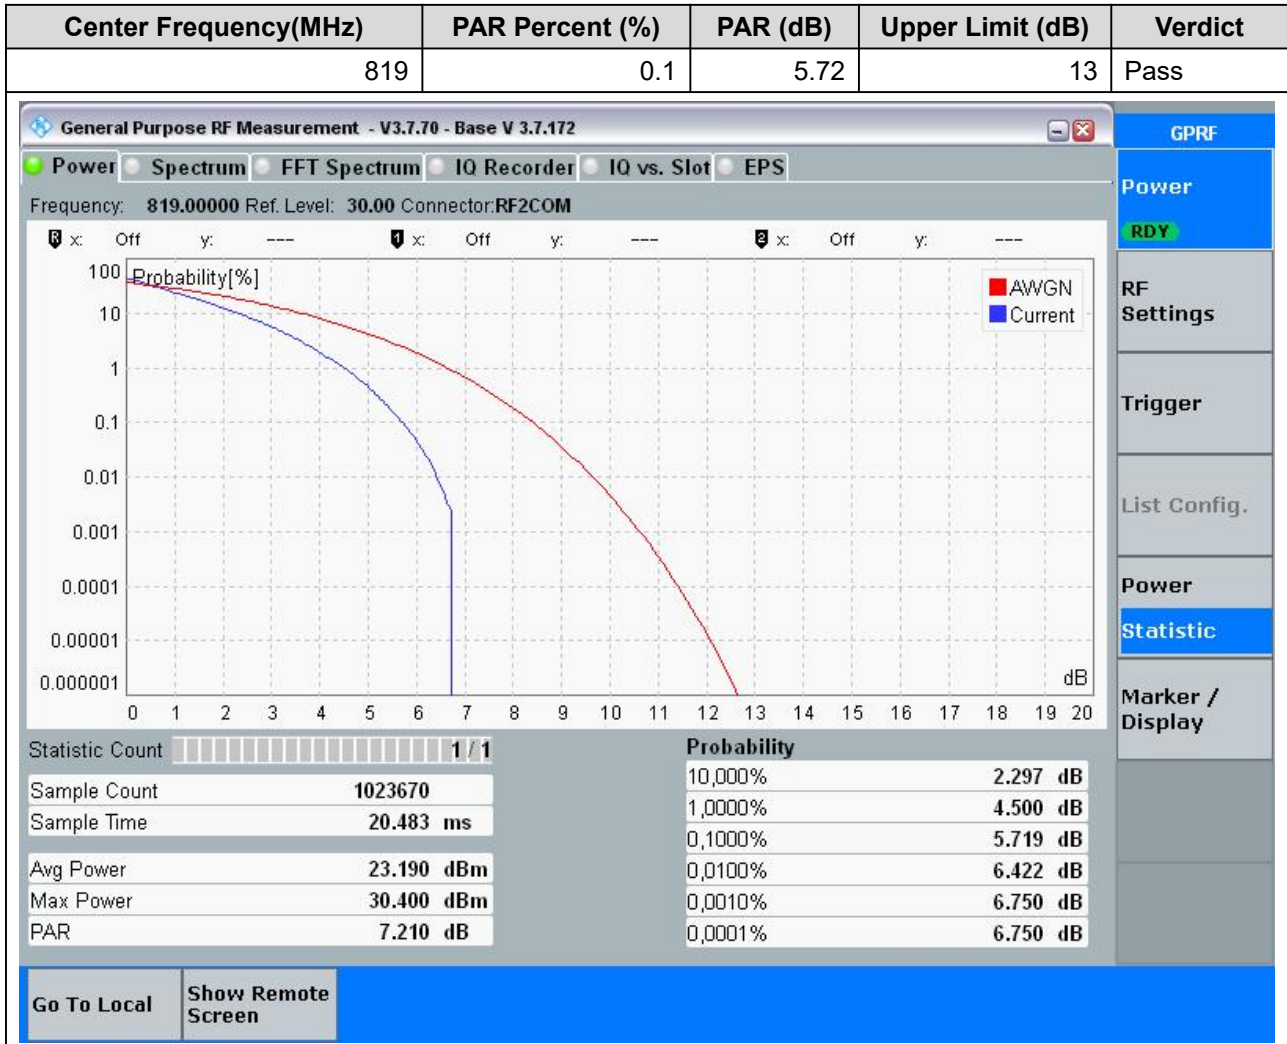 Center Frequency(MHz) PAR Percent (%) PAR (dB) Upper Limit (dB) Verdict
819 0.1 5.72 13 Pass
General Purpose RF Measurement - V3.7.70 - Base V 3.7.172
GPRF
Power Spectrum FFT Spectrum IQ Recorder IQ vs. Slot EPS
Power
RDY
Frequency: 819.00000 Ref. Level: 30.00 Connector:RF2COM
R x: Off y: --- 1 x: Off y: --- 2 x: Off y: ---
Probability[%]
AWGN
Current
100
10
1
0.1
0.01
0.001
0.0001
0.00001
0.000001
dB
0 1 2 3 4 5 6 7 8 9 10 11 12 13 14 15 16 17 18 19 20
RF
Settings
Trigger
List Config.
Power
Statistic
Marker /
Display
Statistic Count 1 / 1
Sample Count 1023670
Sample Time 20.483 ms
Avg Power 23.190 dBm
Max Power 30.400 dBm
PAR 7.210 dB
Probability
10,000% 2.297 dB
1,0000% 4.500 dB
0,1000% 5.719 dB
0,0100% 6.422 dB
0,0010% 6.750 dB
0,0001% 6.750 dB
Go To Local
Show Remote
Screen